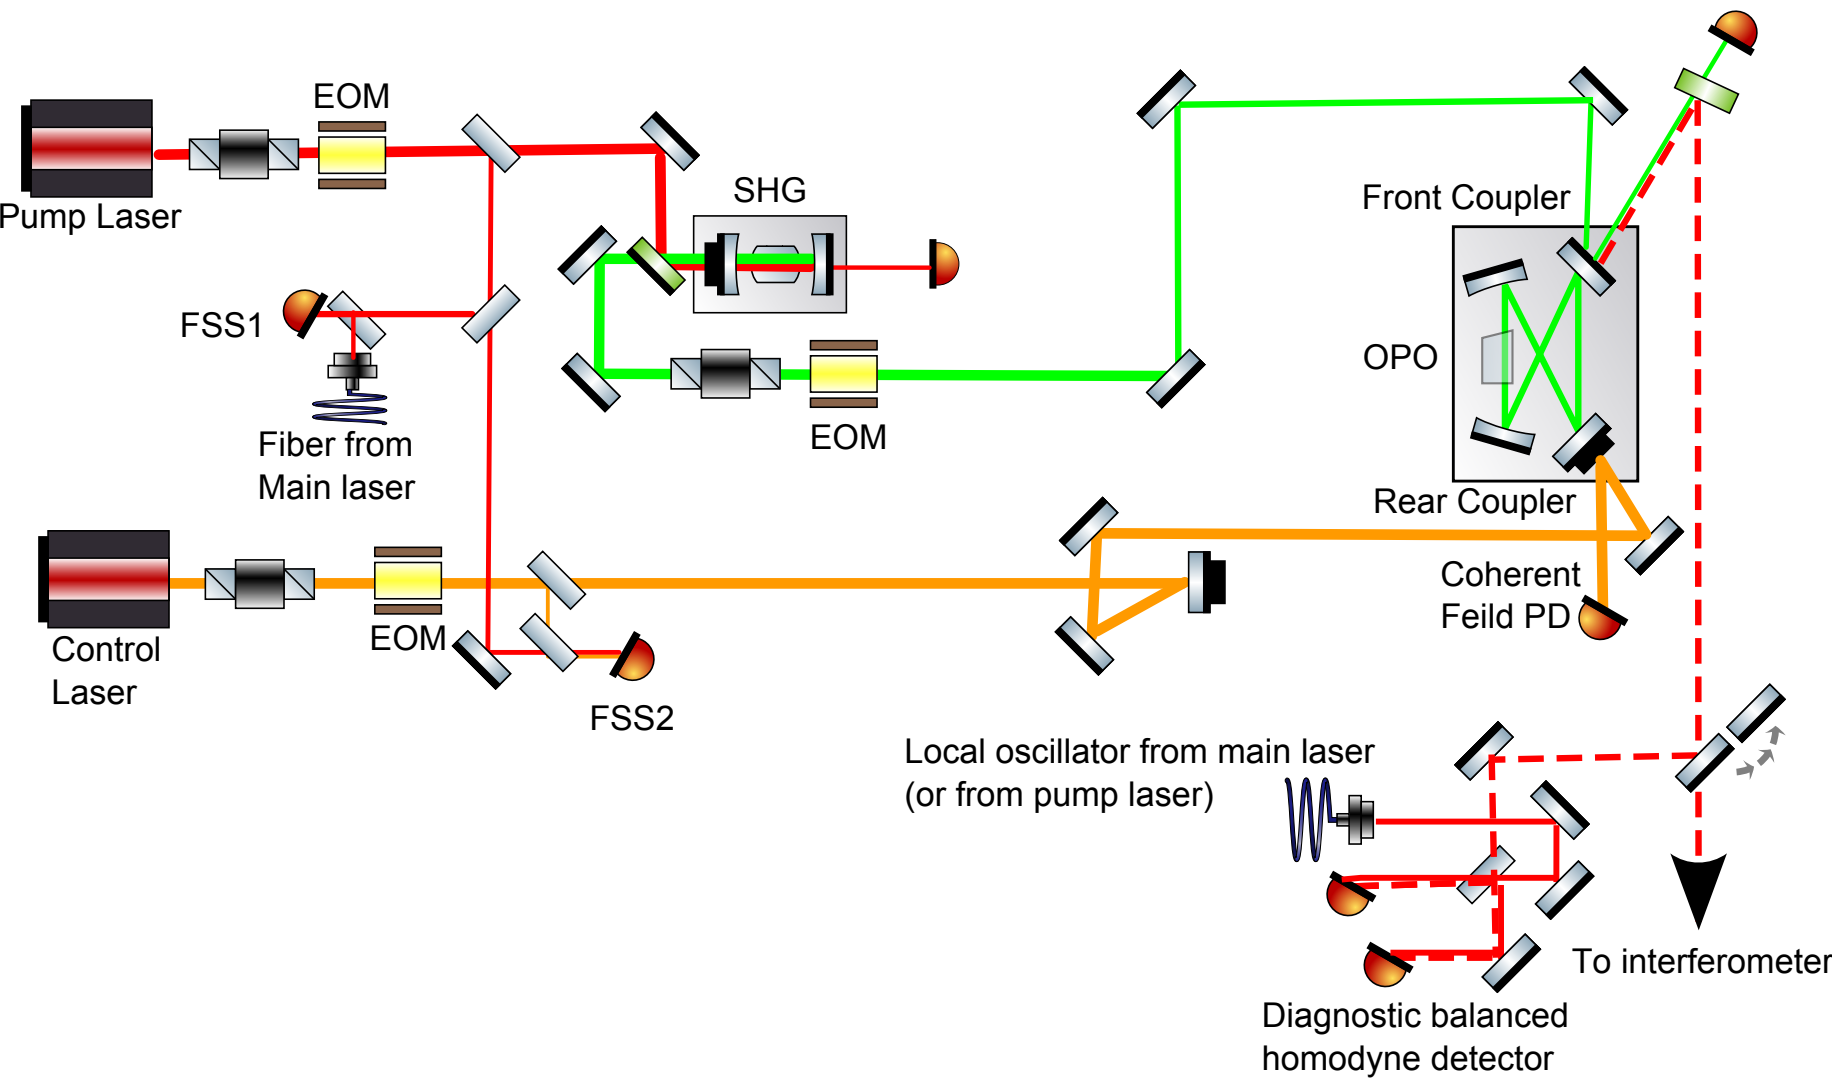 EOM
Pump Laser
SHG
Front Coupler
FSS1
OPO
Fiber from
Main laser
EOM
Rear Coupler
Control
Laser
EOM
FSS2
Coherent
Feild PD
Local oscillator from main laser
(or from pump laser)
To interferometer
Diagnostic balanced
homodyne detector